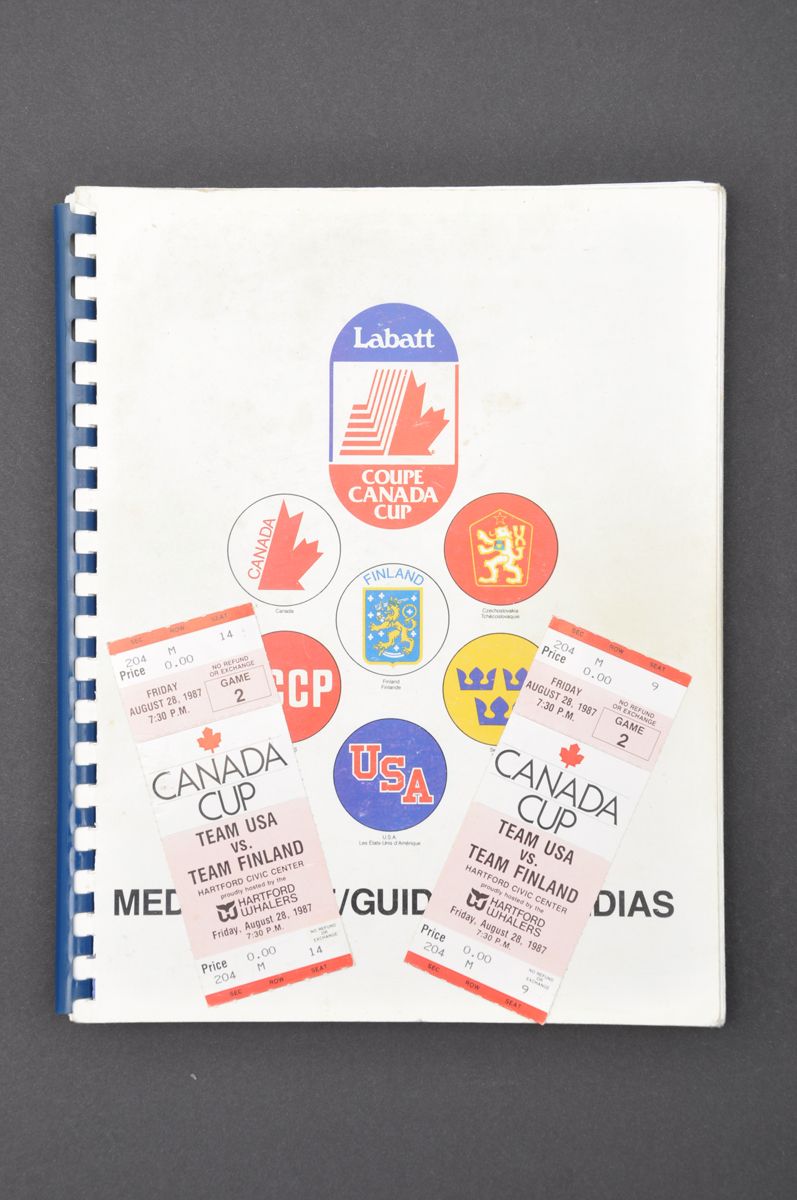 Labatt
COUPE
CANADA
CUP
CANADA
Canada
Czechoslovakia
Tchécoslovaquie
FINLAND
Finland
Finlande
CCP
USA
U.S.A.
Les États-Unis d'Amérique
/GUID
DIAS
SEC ROW SEAT
204 M 14
Price 0.00
NO REFUND
OR EXCHANGE
FRIDAY
AUGUST 28, 1987
7:30 P.M.
GAME
2
CANADA
CUP
TEAM USA
VS.
TEAM FINLAND
HARTFORD CIVIC CENTER
proudly hosted by the
HARTFORD
WHALERS
Friday, August 28, 1987
7:30 P.M.
NO REFUND
OR
EXCHANGE
Price 0.00
204 M 14
SEC ROW SEAT
SEC ROW SEAT
204 M 9
Price 0.00
NO REFUND
OR EXCHANGE
FRIDAY
AUGUST 28, 1987
7:30 P.M.
GAME
2
CANADA
CUP
TEAM USA
VS.
TEAM FINLAND
HARTFORD CIVIC CENTER
proudly hosted by the
HARTFORD
WHALERS
Friday, August 28, 1987
7:30 P.M.
NO REFUND
OR
EXCHANGE
Price 0.00
204 M 9
SEC ROW SEAT